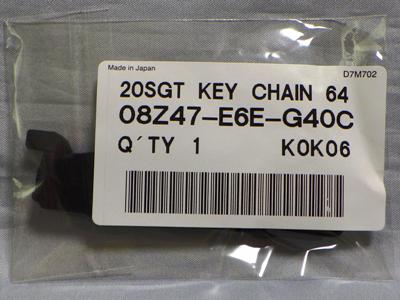 Made in Japan
D7M702
20SGT KEY CHAIN 64
08Z47-E6E-G40C
Q´TY 1 K0K06